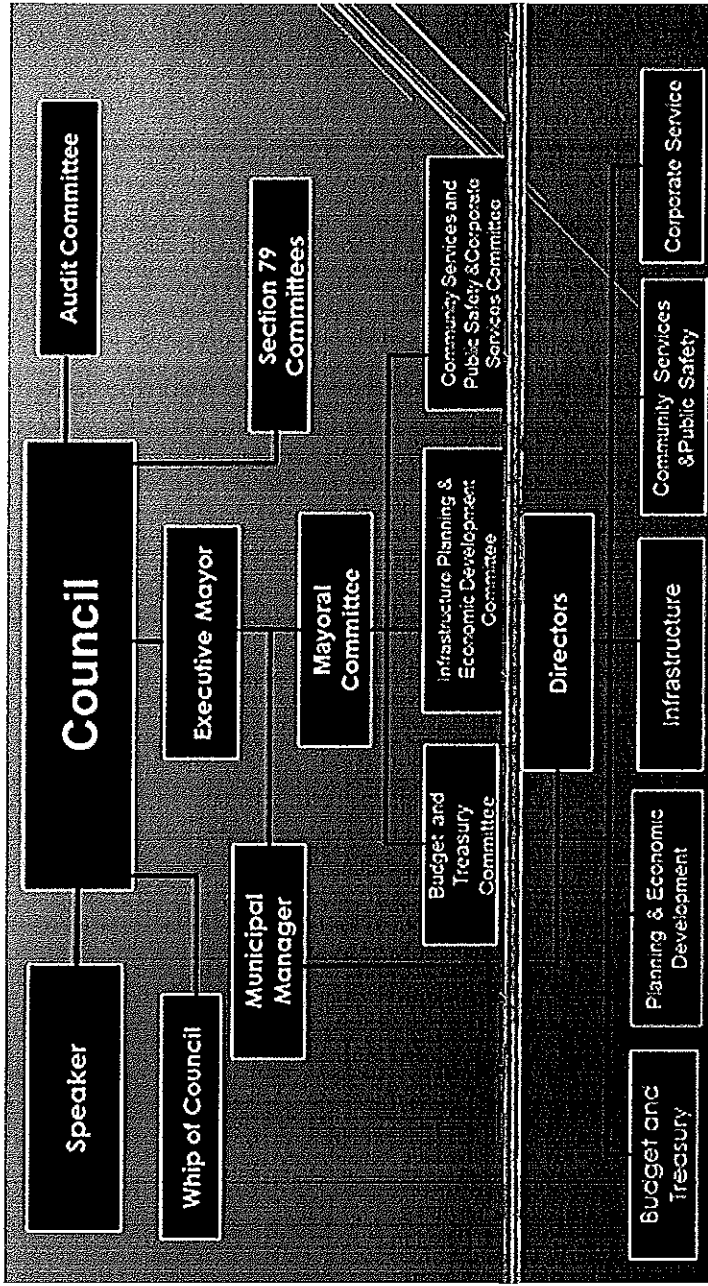 Council
Speaker
Audit Committee
Whip of Council
Executive Mayor
Section 79
Committees
Municipal
Manager
Mayoral
Committee
Budget and
Treasury
Committee
Infrastructure Planning &
Economic Development
Committee
Community Services and
Public Safety &Corporate
Services Committee
Directors
Budget and
Treasury
Planning & Economic
Development
Infrastructure
Community Services
&Public Safety
Corporate Service